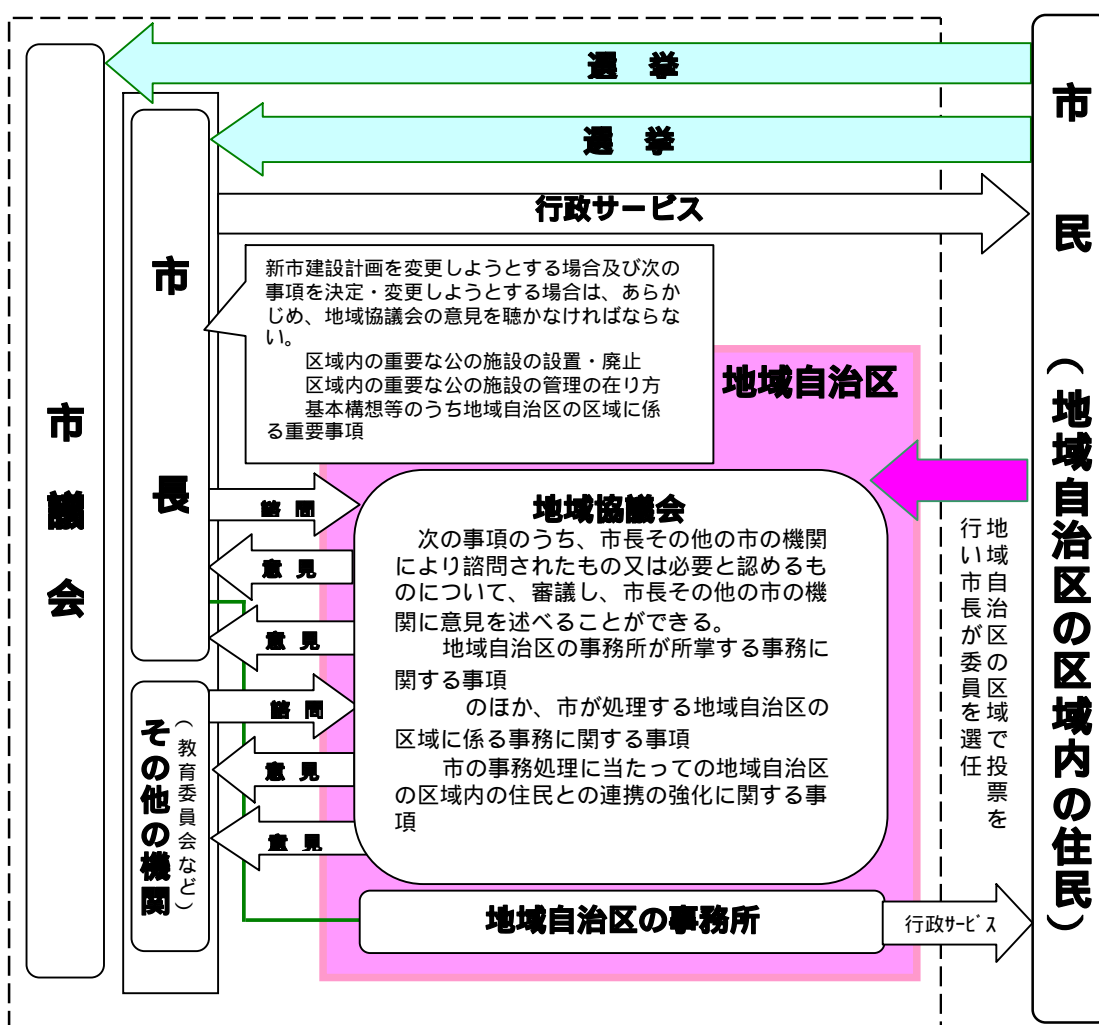 選 挙
選 挙
行政サービス
市議会
市長
新市建設計画を変更しようとする場合及び次の
事項を決定・変更しようとする場合は、あらか
じめ、地域協議会の意見を聴かなければならな
い。
区域内の重要な公の施設の設置・廃止
区域内の重要な公の施設の管理の在り方
基本構想等のうち地域自治区の区域に係
る重要事項
地域自治区
諮 問
意 見
意 見
その他の機関
(教育委員会など)
諮 問
意 見
意 見
地域協議会
次の事項のうち、市長その他の市の機関
により諮問されたもの又は必要と認めるも
のについて、審議し、市長その他の市の機
関に意見を述べることができる。
地域自治区の事務所が所掌する事務に
関する事項
のほか、市が処理する地域自治区の
区域に係る事務に関する事項
市の事務処理に当たっての地域自治区
の区域内の住民との連携の強化に関する事
項
地域自治区の事務所
行政サービス
地域自治区の区域で投票を
行い市長が委員を選任
市民(地域自治区の区域内の住民)